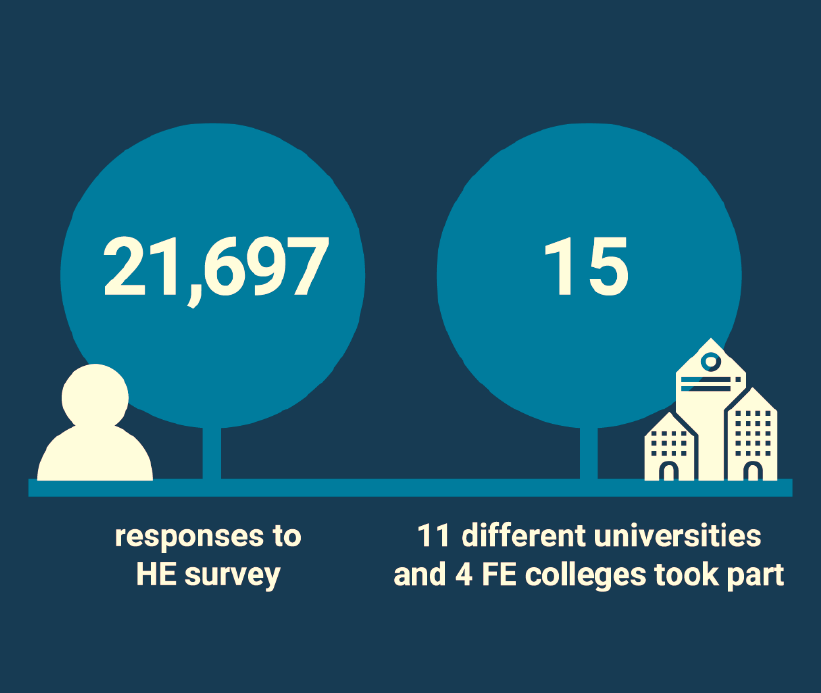 21,697
responses to
HE survey
15
11 different universities
and 4 FE colleges took part